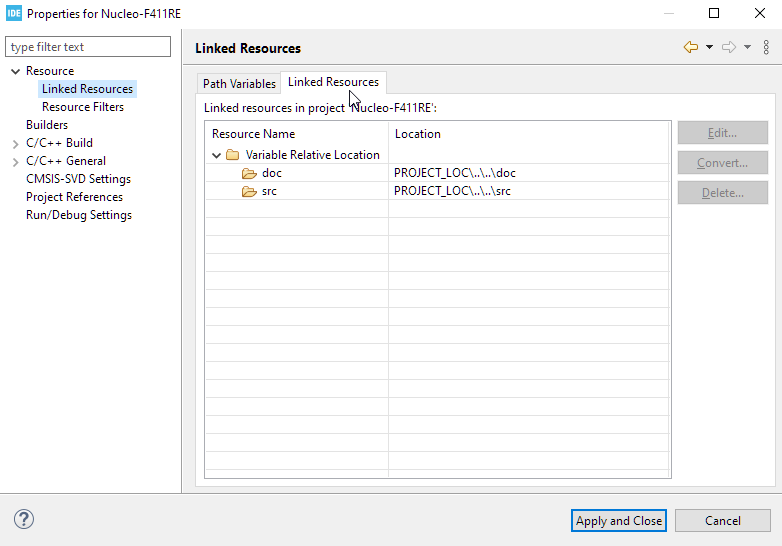 IDE Properties for Nucleo-F411RE
type filter text
Resource
Linked Resources
Resource Filters
Builders
C/C++ Build
C/C++ General
CMSIS-SVD Settings
Project References
Run/Debug Settings
Linked Resources
Path Variables Linked Resources
Linked resources in project 'Nucleo-F411RE':
Resource Name Location
Variable Relative Location
doc PROJECT_LOC\..\..\doc
src PROJECT_LOC\..\..\src
Edit...
Convert...
Delete...
? Apply and Close Cancel